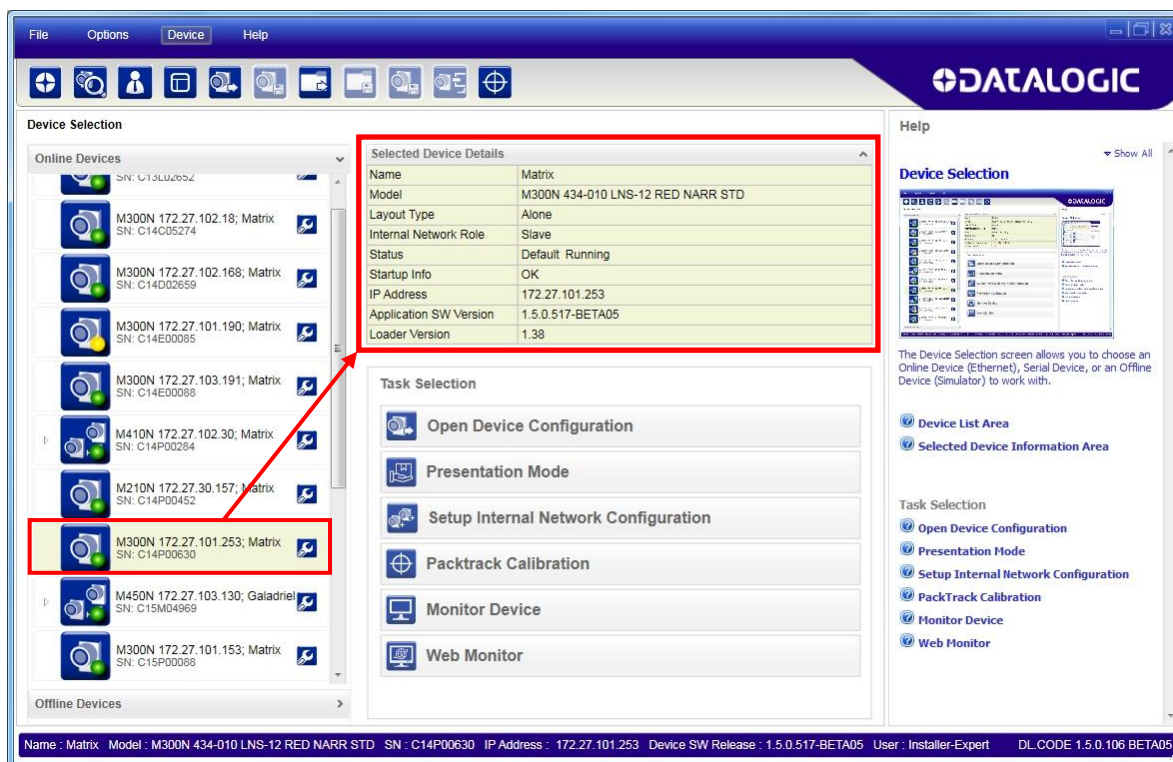 File Options Device Help
DATALOGIC
Device Selection
Online Devices
SN: C13L02652
M300N 172.27.102.18; Matrix
SN: C14C05274
M300N 172.27.102.168; Matrix
SN: C14D02659
M300N 172.27.101.190; Matrix
SN: C14E00085
M300N 172.27.103.191; Matrix
SN: C14E00088
M410N 172.27.102.30; Matrix
SN: C14P00284
M210N 172.27.30.157; Matrix
SN: C14P00452
M300N 172.27.101.253; Matrix
SN: C14P00630
M450N 172.27.103.130; Galadriel
SN: C15M04969
M300N 172.27.101.153; Matrix
SN: C15P00088
Offline Devices
Selected Device Details
Name Matrix
Model M300N 434-010 LNS-12 RED NARR STD
Layout Type Alone
Internal Network Role Slave
Status Default Running
Startup Info OK
IP Address 172.27.101.253
Application SW Version 1.5.0.517-BETA05
Loader Version 1.38
Task Selection
Open Device Configuration
Presentation Mode
Setup Internal Network Configuration
Packtrack Calibration
Monitor Device
Web Monitor
Help
Show All
Device Selection
The Device Selection screen allows you to choose an
Online Device (Ethernet), Serial Device, or an Offline
Device (Simulator) to work with.
Device List Area
Selected Device Information Area
Task Selection
Open Device Configuration
Presentation Mode
Setup Internal Network Configuration
PackTrack Calibration
Monitor Device
Web Monitor
Name : Matrix Model : M300N 434-010 LNS-12 RED NARR STD SN : C14P00630 IP Address : 172.27.101.253 Device SW Release : 1.5.0.517-BETA05 User : Installer-Expert DL.CODE 1.5.0.106 BETA05